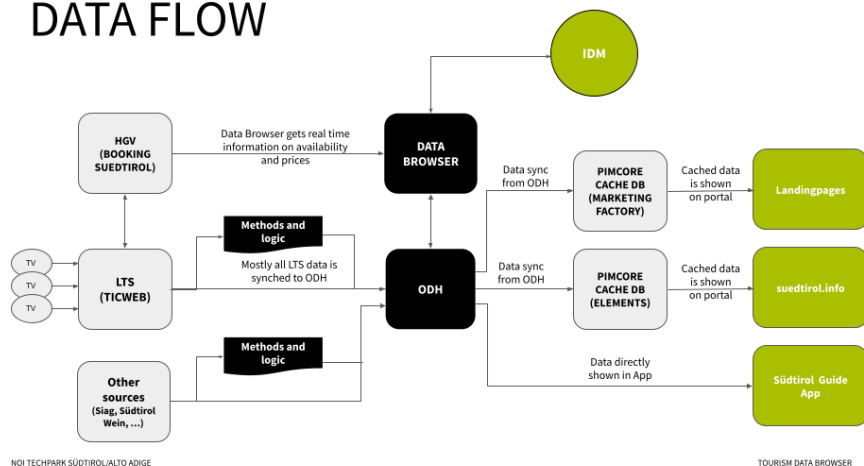 DATA FLOW
IDM
HGV
(BOOKING
SUEDTIROL)
Data Browser gets real time
information on availability
and prices
DATA
BROWSER
Data sync
from ODH
PIMCORE
CACHE DB
(MARKETING
FACTORY)
Cached data
is shown
on portal
Landingpages
Methods and
logic
TV
TV
TV
LTS
(TICWEB)
Mostly all LTS data is
synched to ODH
ODH
Data sync
from ODH
PIMCORE
CACHE DB
(ELEMENTS)
Cached data
is shown
on portal
suedtirol.info
Methods and
logic
Other
sources
(Siag, Südtirol
Wein, ...)
Data directly
shown in App
Südtirol Guide
App
NOI TECHPARK SÜDTIROL/ALTO ADIGE
TOURISM DATA BROWSER